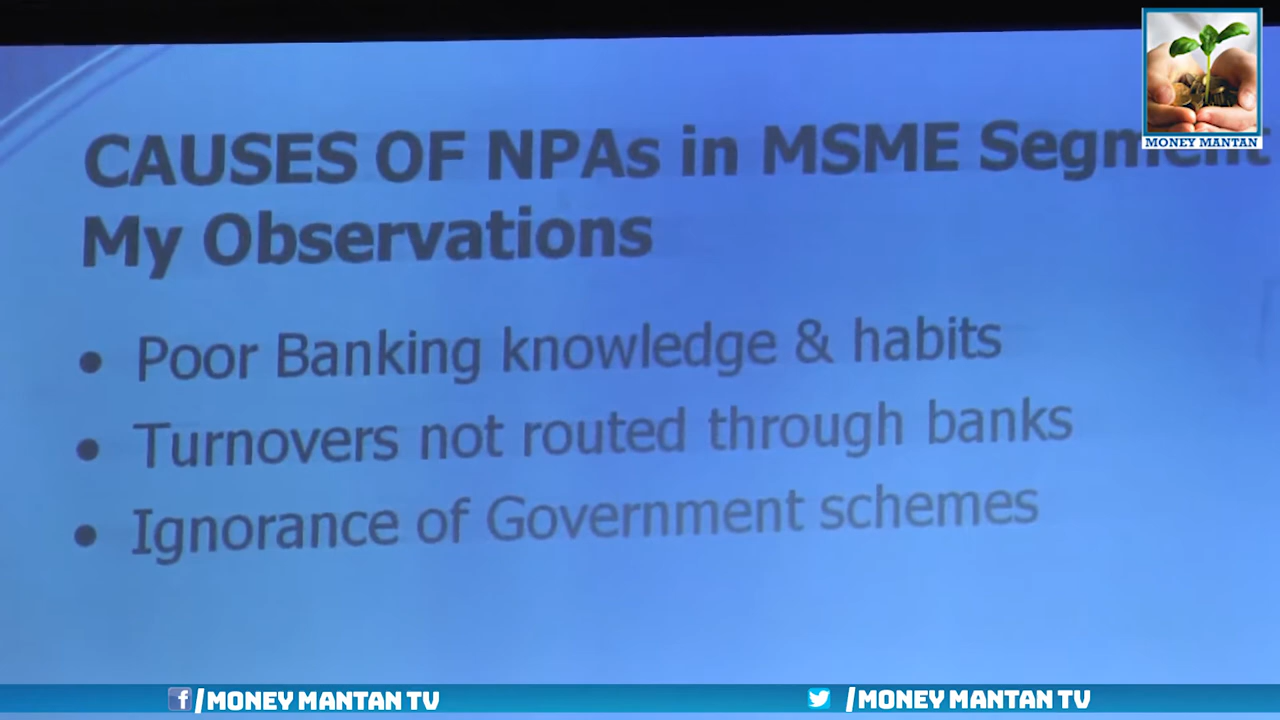 CAUSES OF NPAs in MSME Segment
My Observations
• Poor Banking knowledge & habits
• Turnovers not routed through banks
• Ignorance of Government schemes
MONEY MANTAN
/MONEY MANTAN TV
/MONEY MANTAN TV